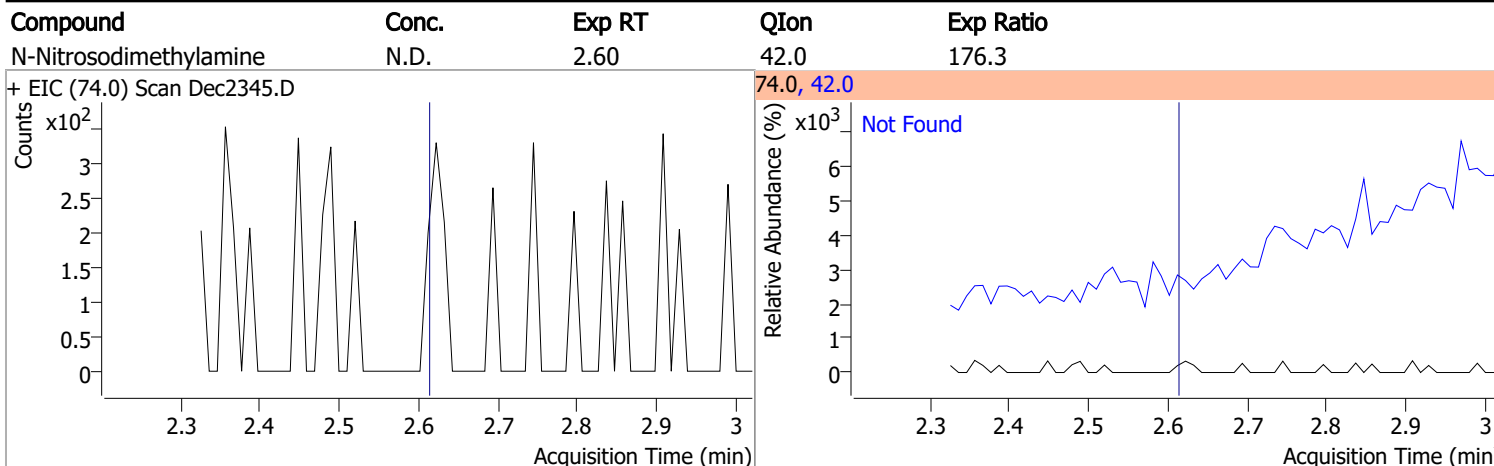 Compound Conc. Exp RT QIon Exp Ratio
N-Nitrosodimethylamine N.D. 2.60 42.0 176.3
+ EIC (74.0) Scan Dec2345.D
Counts
x10²
3
2.5
2
1.5
1
0.5
0
2.3 2.4 2.5 2.6 2.7 2.8 2.9 3
Acquisition Time (min)
74.0, 42.0
Relative Abundance (%)
x10³
Not Found
6
5
4
3
2
1
0
2.3 2.4 2.5 2.6 2.7 2.8 2.9 3
Acquisition Time (min